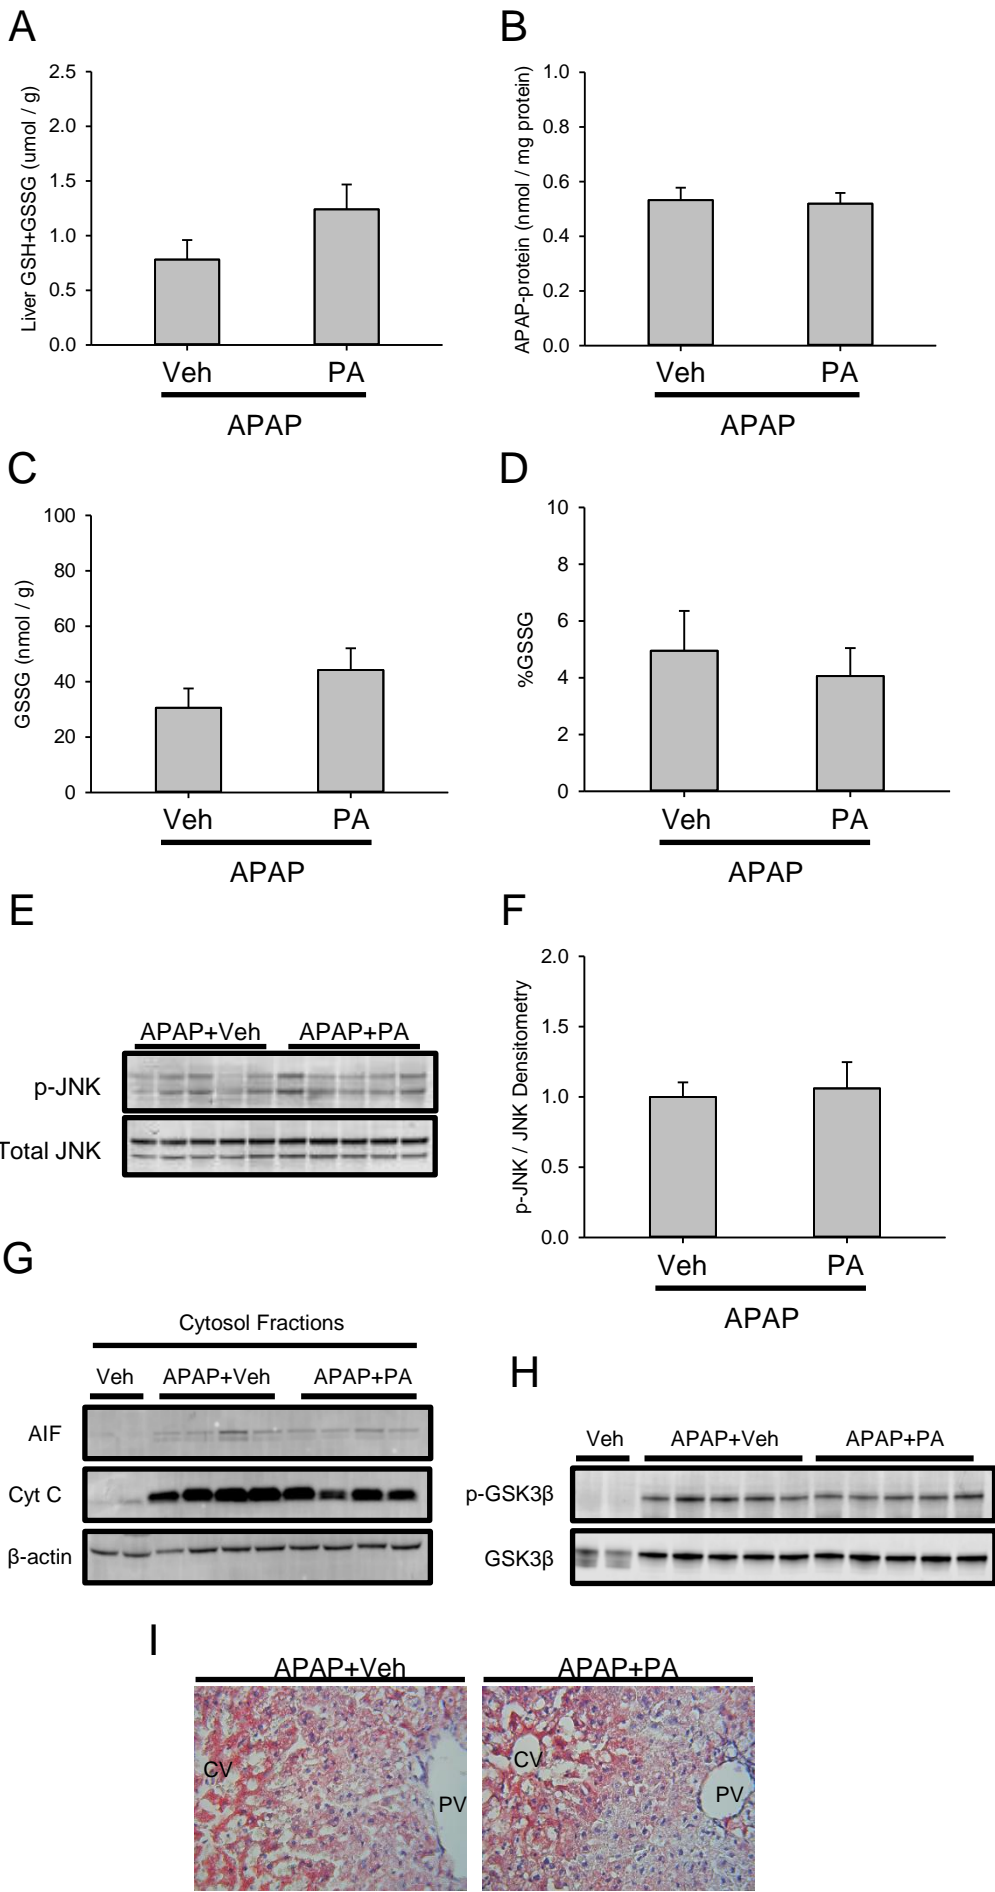 A
Liver GSH+GSSG (umol / g)
2.5
2.0
1.5
1.0
0.5
0.0
Veh PA
APAP
B
APAP-protein (nmol / mg protein)
1.0
0.8
0.6
0.4
0.2
0.0
Veh PA
APAP
C
GSSG (nmol / g)
100
80
60
40
20
0
Veh PA
APAP
D
%GSSG
10
8
6
4
2
0
Veh PA
APAP
E
APAP+Veh APAP+PA
p-JNK
Total JNK
F
p-JNK / JNK Densitometry
2.0
1.5
1.0
0.5
0.0
Veh PA
APAP
G
Cytosol Fractions
Veh APAP+Veh APAP+PA
AIF
Cyt C
β-actin
H
Veh APAP+Veh APAP+PA
p-GSK3β
GSK3β
I
APAP+Veh APAP+PA
CV PV
CV PV